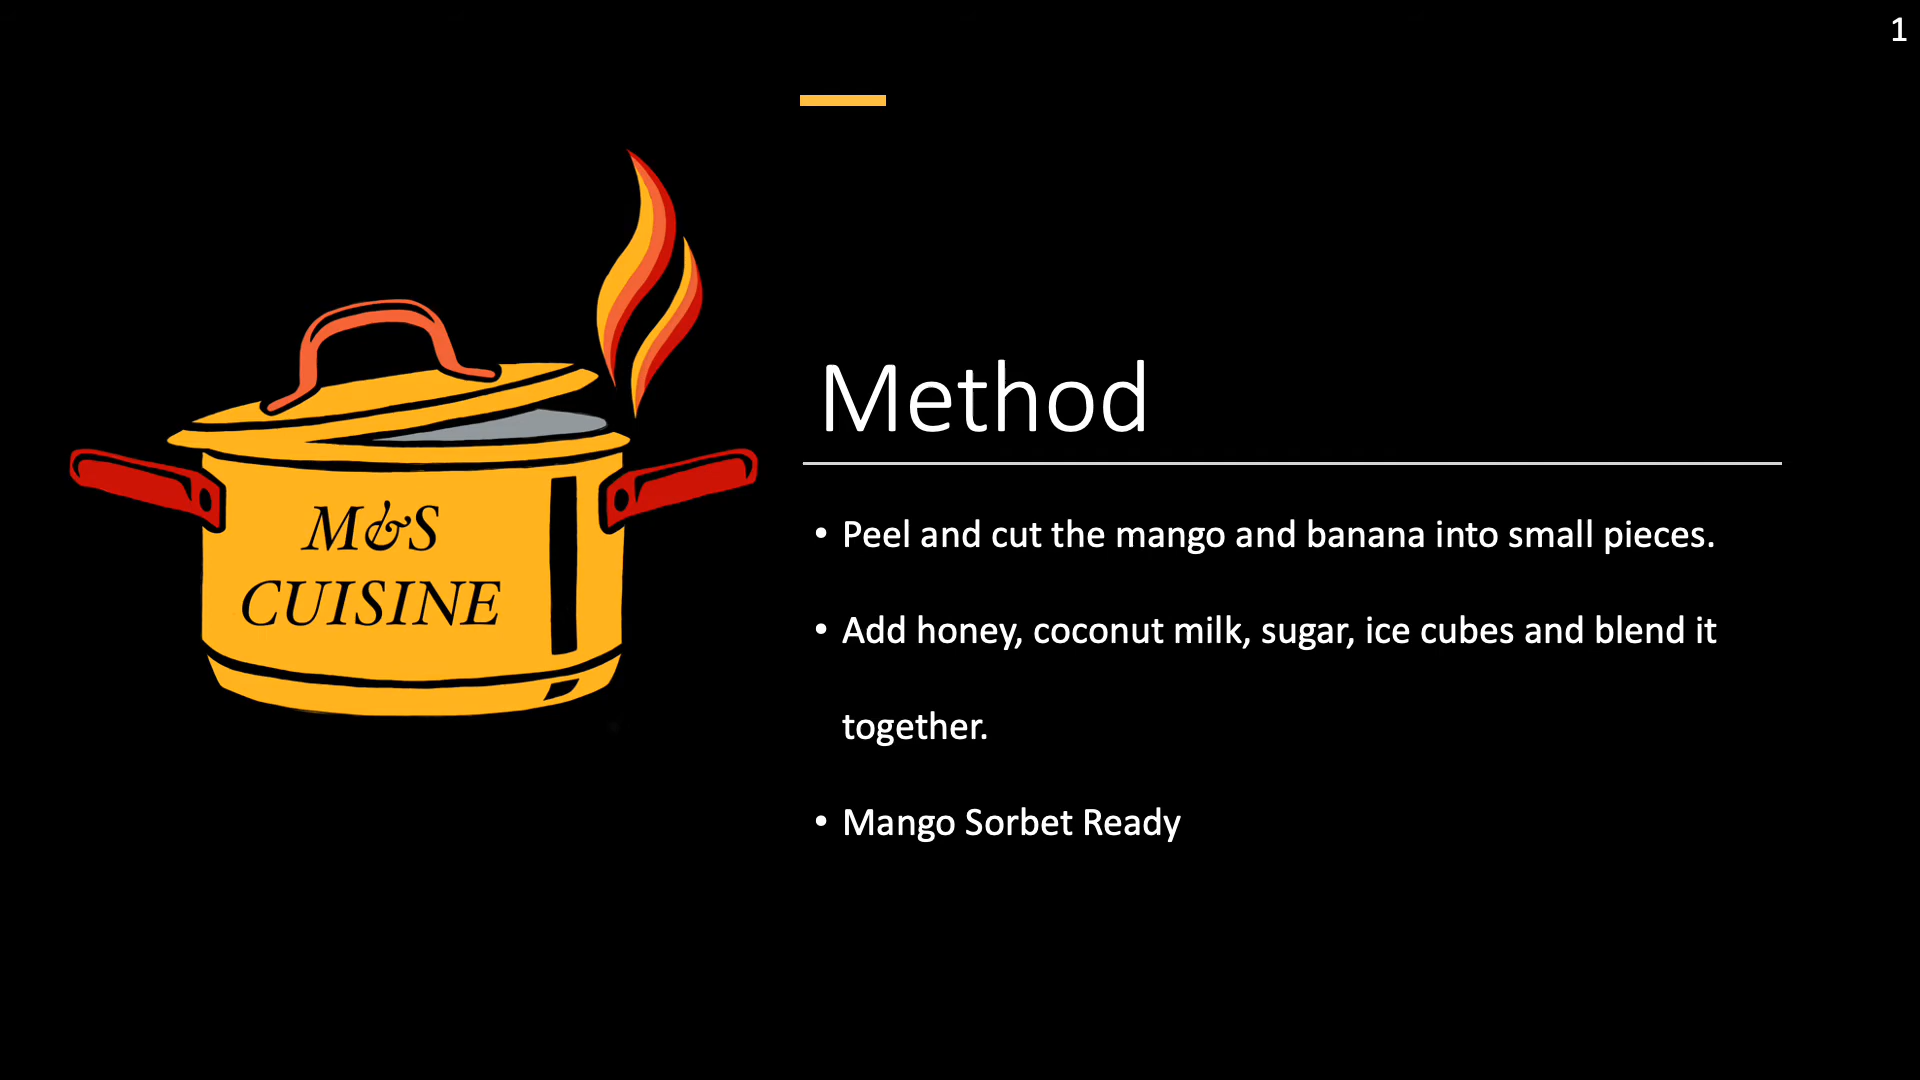 1
M&S
CUISINE
Method
• Peel and cut the mango and banana into small pieces.
• Add honey, coconut milk, sugar, ice cubes and blend it
together.
• Mango Sorbet Ready